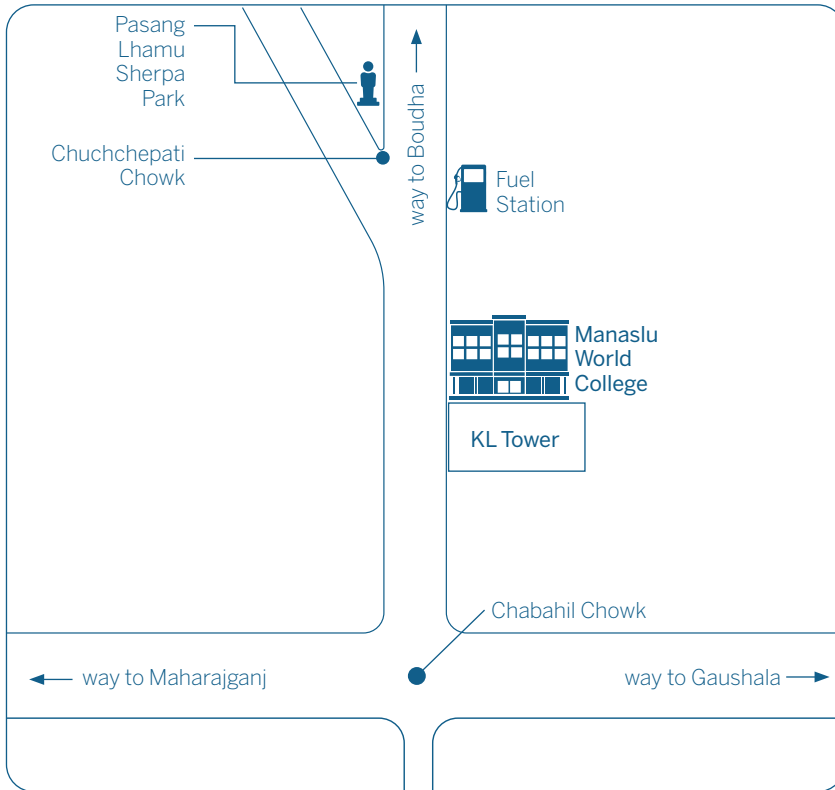 Pasang
Lhamu
Sherpa
Park
Chuchchepati
Chowk
way to Boudha
Fuel
Station
Manaslu
World
College
KL Tower
Chabahil Chowk
way to Maharajganj
way to Gaushala